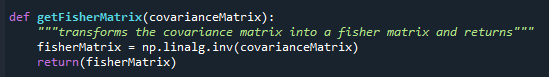 def getFisherMatrix(covarianceMatrix):
    """transforms the covariance matrix into a fisher matrix and returns"""
    fisherMatrix = np.linalg.inv(covarianceMatrix)
    return(fisherMatrix)